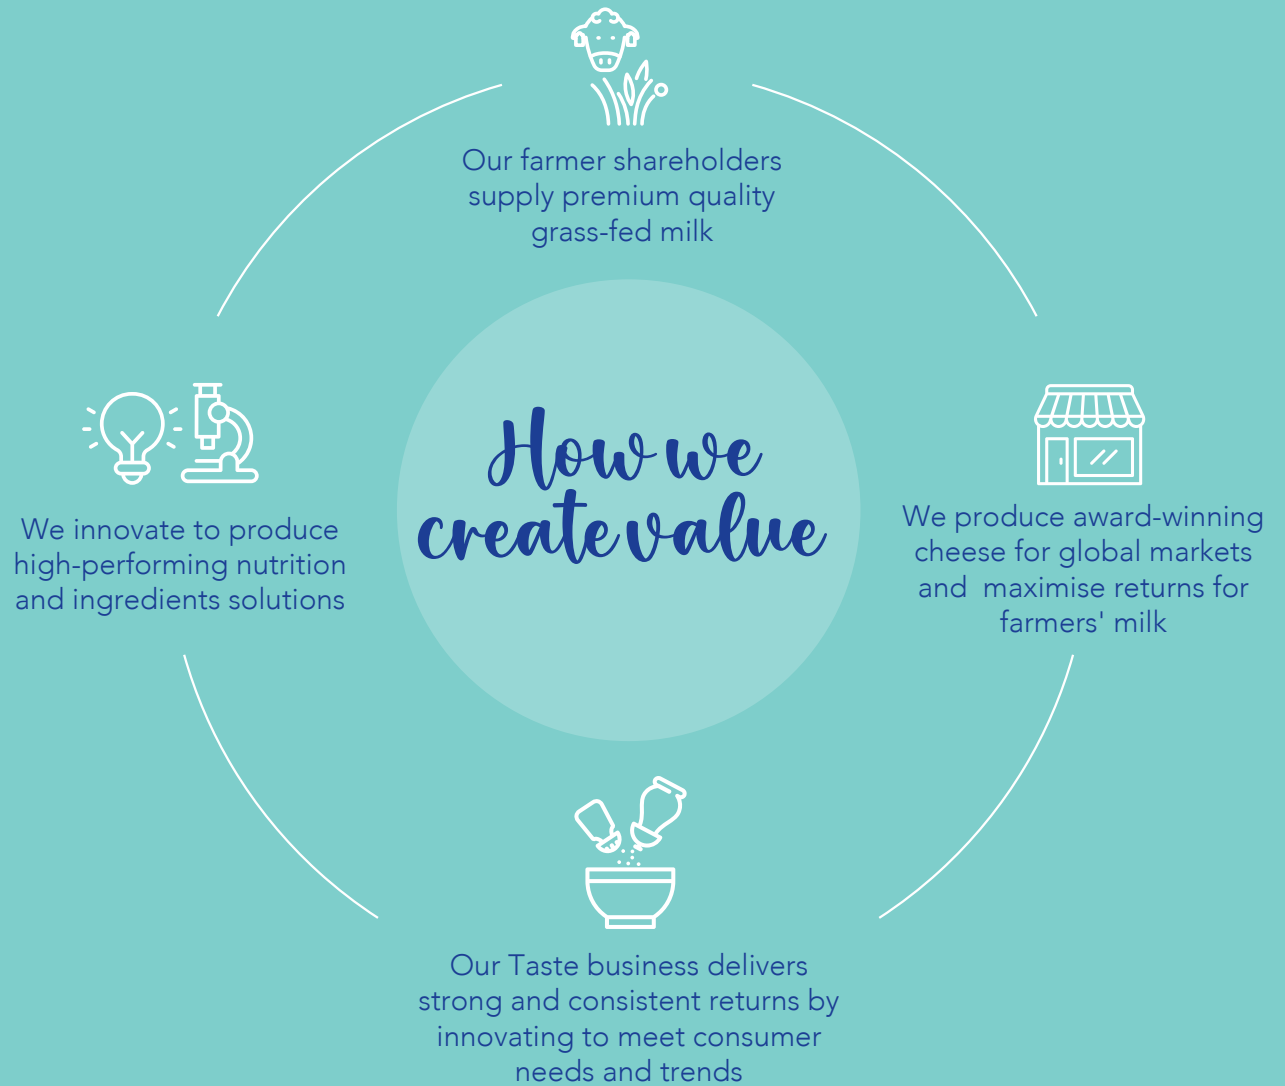 Our farmer shareholders
supply premium quality
grass-fed milk
How we
create value
We innovate to produce
high-performing nutrition
and ingredients solutions
We produce award-winning
cheese for global markets
and  maximise returns for
farmers' milk
Our Taste business delivers
strong and consistent returns by
innovating to meet consumer
needs and trends